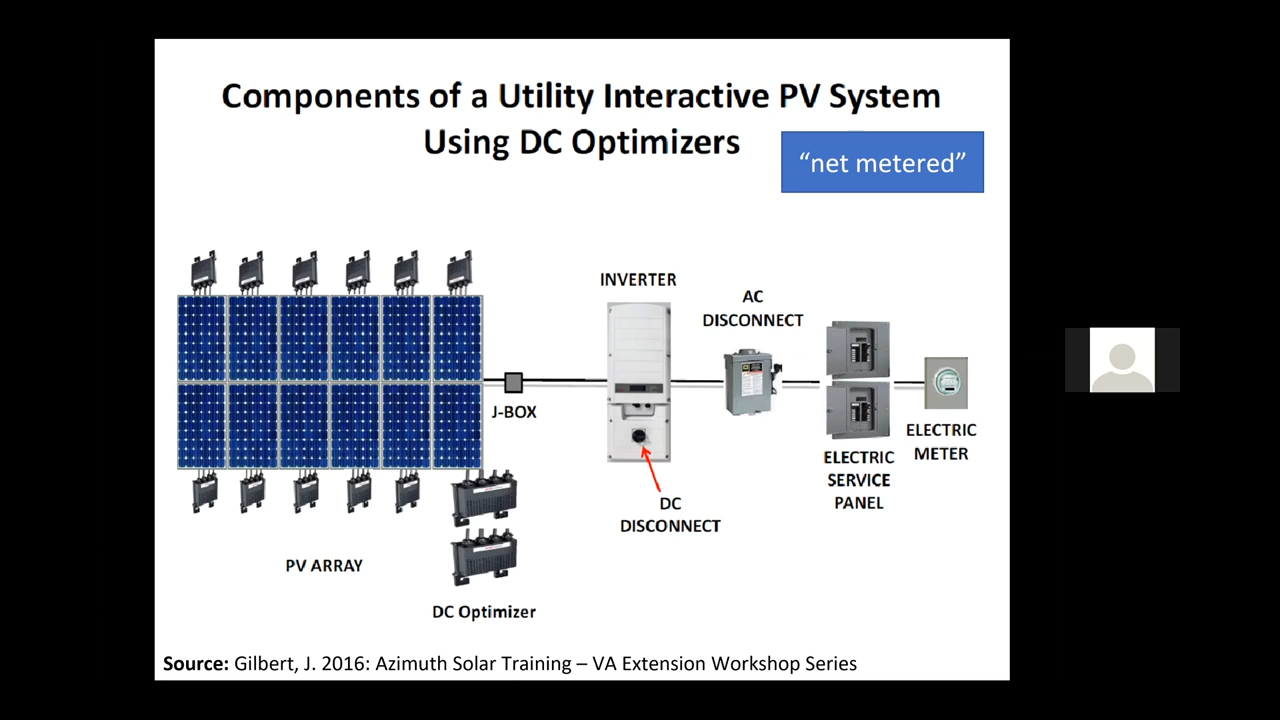 Components of a Utility Interactive PV System
Using DC Optimizers
“net metered”
INVERTER
AC
DISCONNECT
J-BOX
ELECTRIC
METER
ELECTRIC
SERVICE
PANEL
DC
DISCONNECT
PV ARRAY
DC Optimizer
Source: Gilbert, J. 2016: Azimuth Solar Training – VA Extension Workshop Series